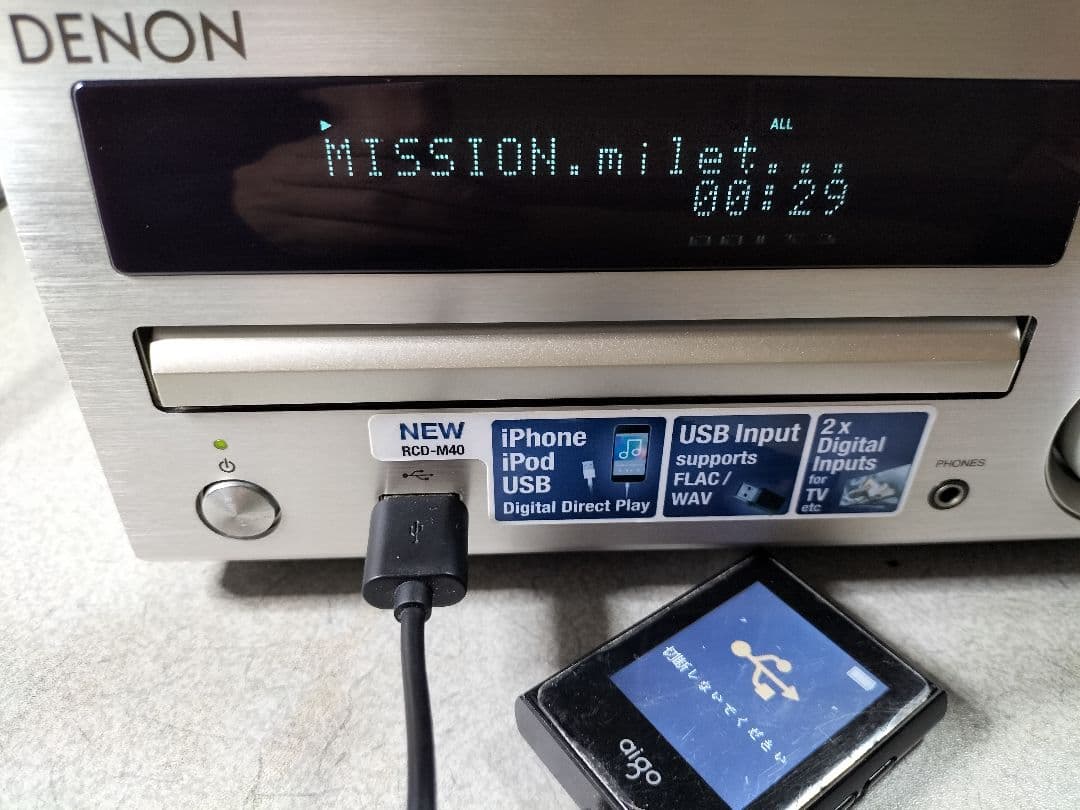 DENON
ALL
MISSION.milet...
00:29
NEW
RCD-M40
iPhone
iPod
USB
Digital Direct Play
USB Input
supports
FLAC /
WAV
2x
Digital
Inputs
for
TV
etc
PHONES
切断しないでください
aigo